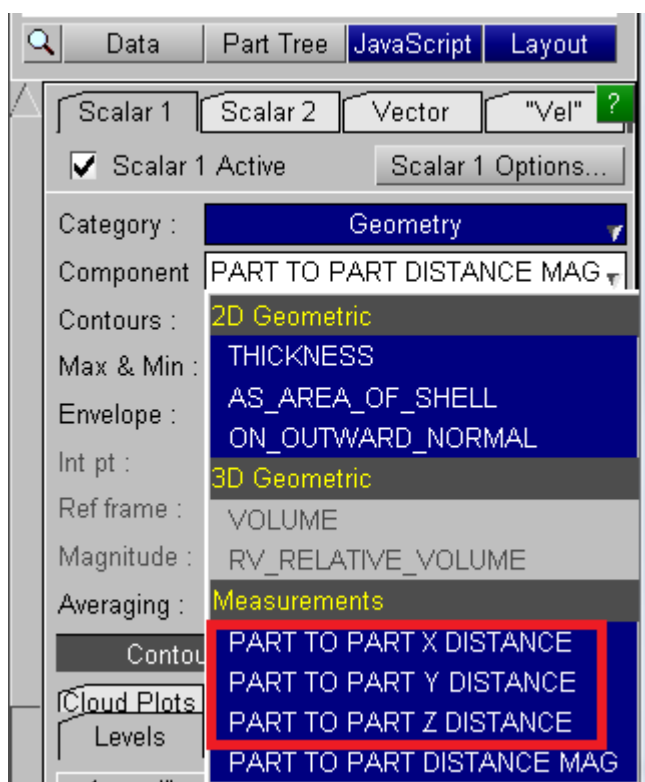 Data Part Tree JavaScript Layout
Scalar 1 Scalar 2 Vector "Vel" ?
Scalar 1 Active Scalar 1 Options...
Category : Geometry
Component PART TO PART DISTANCE MAG
Contours : 2D Geometric
Max & Min : THICKNESS
AS_AREA_OF_SHELL
Envelope : ON_OUTWARD_NORMAL
Int pt : 3D Geometric
Ref frame : VOLUME
Magnitude : RV_RELATIVE_VOLUME
Averaging : Measurements
Contou PART TO PART X DISTANCE
Cloud Plots PART TO PART Y DISTANCE
Levels PART TO PART Z DISTANCE
PART TO PART DISTANCE MAG